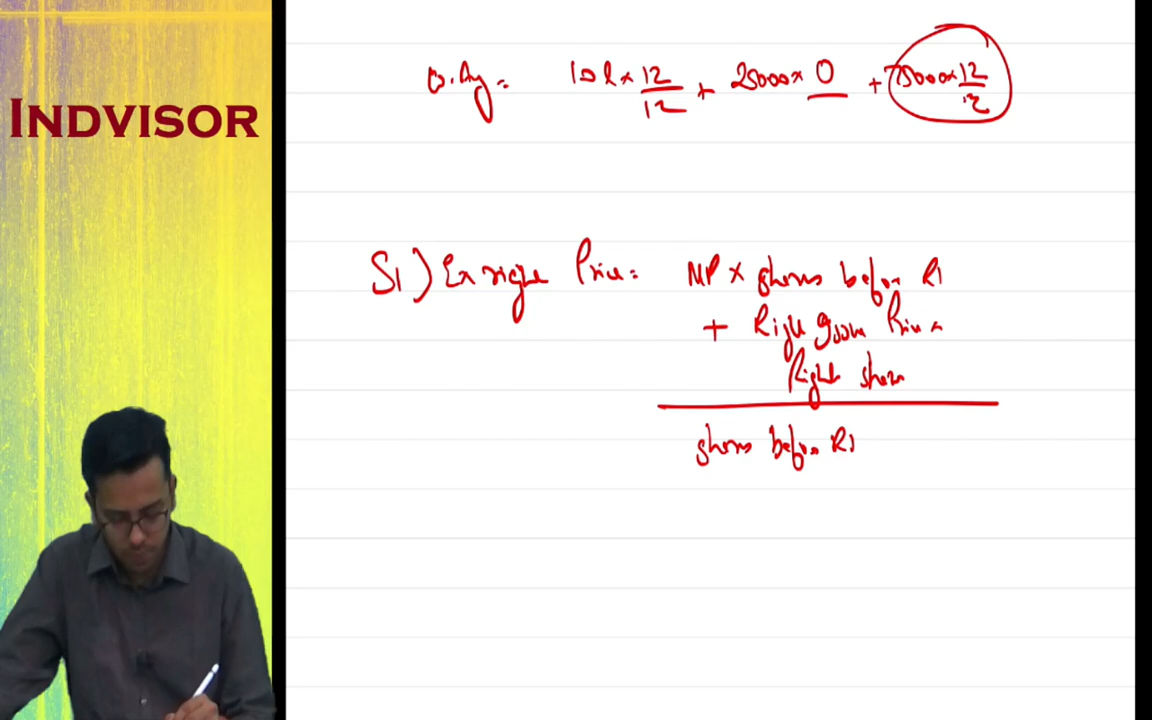 INDVISOR
W. Avg = 10 L × 12/12 + 25000 × 0 + 75000 × 12/12
S1) Ex right Price = MP × shares before RI
+ Right Issue Price ×
Right share
shares before RI